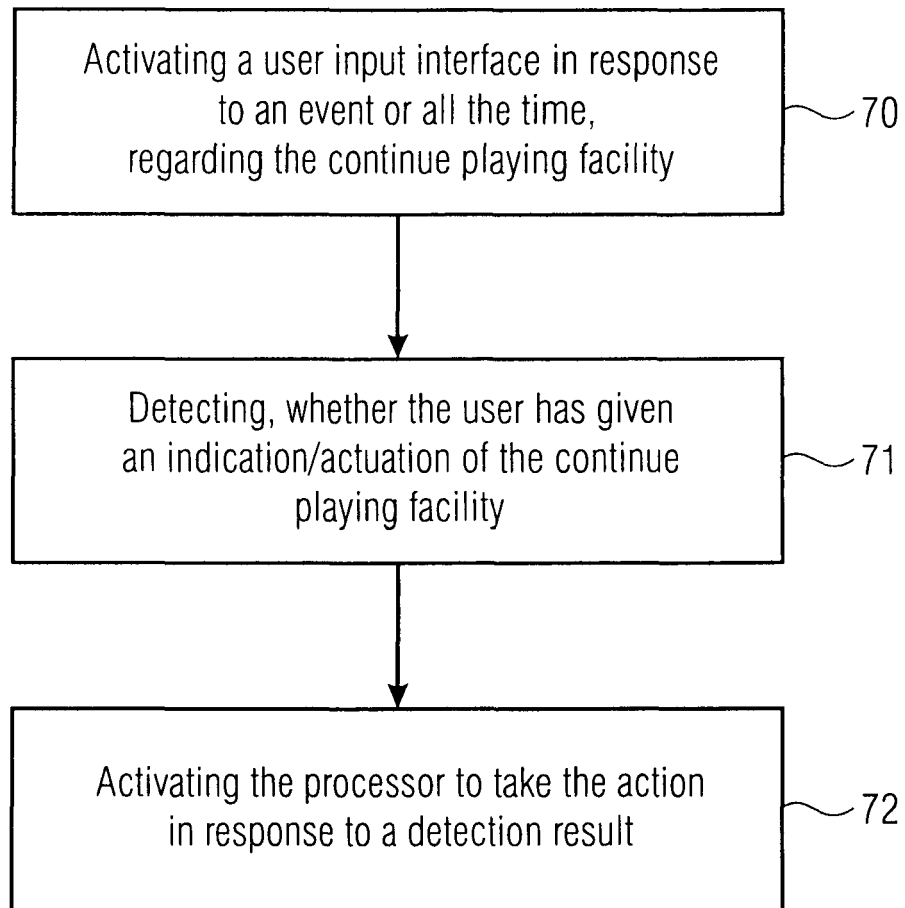 Activating a user input interface in response
to an event or all the time,
regarding the continue playing facility
70
Detecting, whether the user has given
an indication/actuation of the continue
playing facility
71
Activating the processor to take the action
in response to a detection result
72